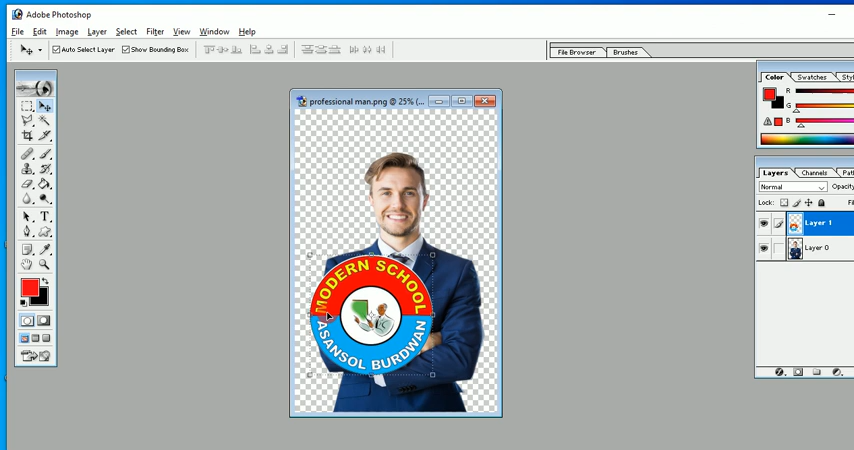 Adobe Photoshop
File Edit Image Layer Select Filter View Window Help
Auto Select Layer Show Bounding Box
File Browser Brushes
professional man.png @ 25% (...
MODERN SCHOOL
ASANSOL BURDWAN
Color Swatches
R
G
B
Layers Channels
Normal
Lock:
Layer 1
Layer 0